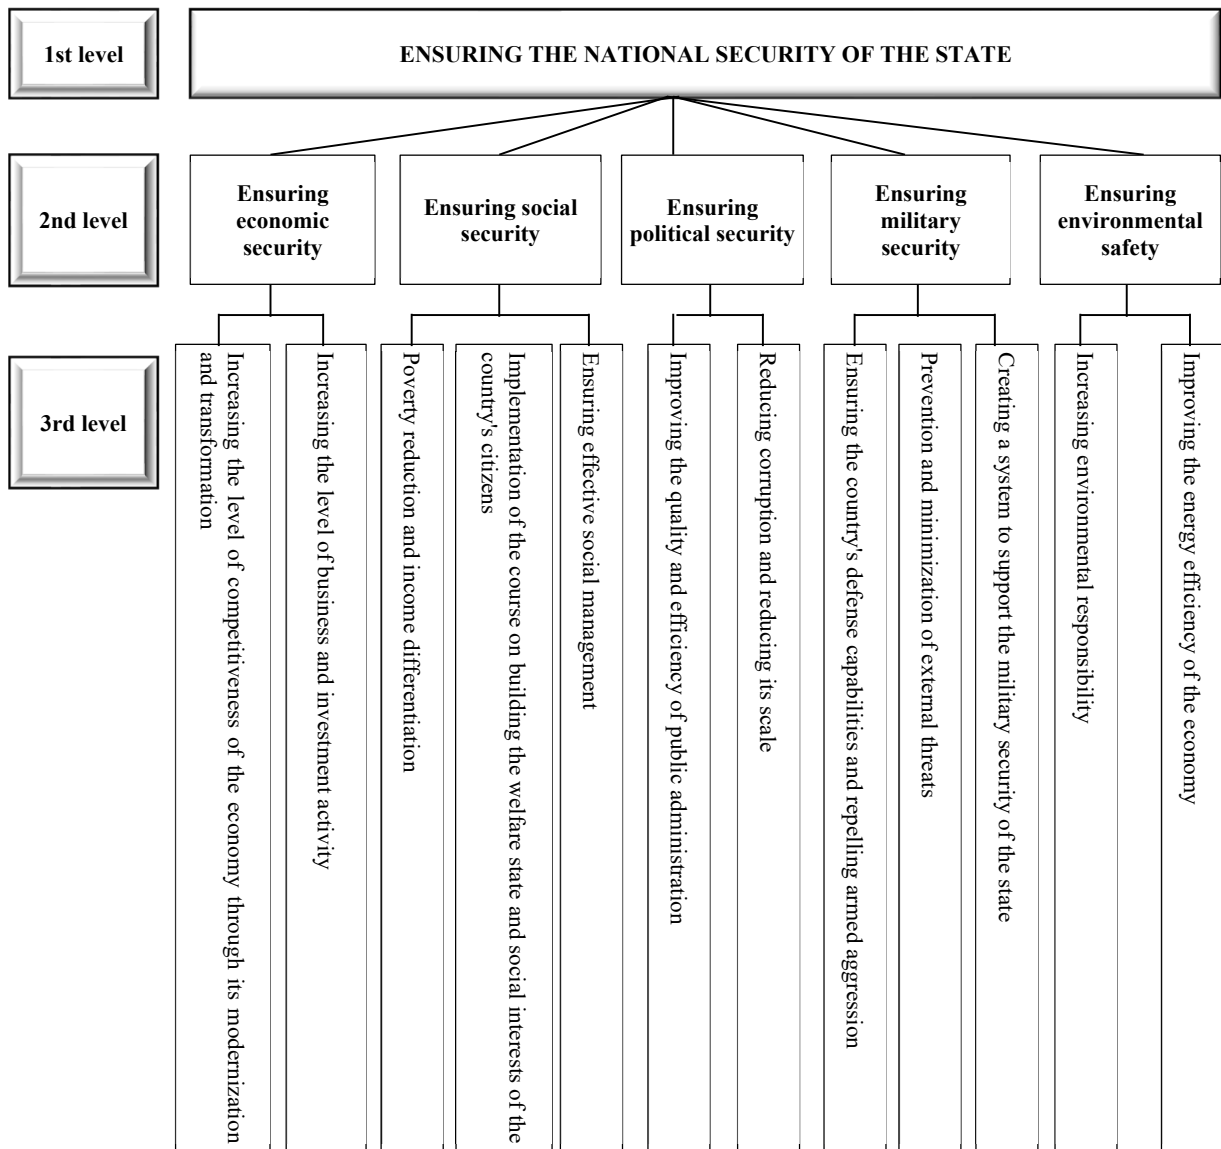 1st level
ENSURING THE NATIONAL SECURITY OF THE STATE
2nd level
Ensuring
economic
security
Ensuring social
security
Ensuring
political security
Ensuring
military
security
Ensuring
environmental
safety
3rd level
Increasing the level of competitiveness of the economy through its modernization
and transformation
Increasing the level of business and investment activity
Poverty reduction and income differentiation
Implementation of the course on building the welfare state and social interests of the
country's citizens
Ensuring effective social management
Improving the quality and efficiency of public administration
Reducing corruption and reducing its scale
Ensuring the country's defense capabilities and repelling armed aggression
Prevention and minimization of external threats
Creating a system to support the military security of the state
Increasing environmental responsibility
Improving the energy efficiency of the economy